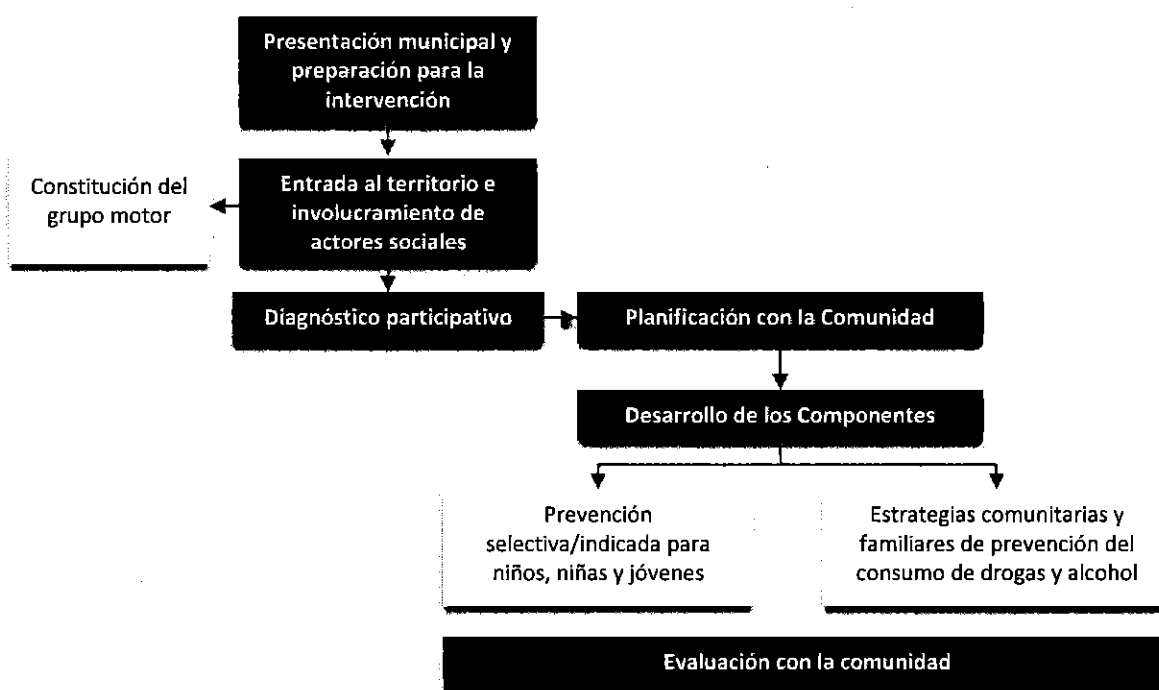 Presentación municipal y
preparación para la
intervención
Constitución del
grupo motor
Entrada al territorio e
involucramiento de
actores sociales
Diagnóstico participativo
Planificación con la Comunidad
Desarrollo de los Componentes
Prevención
selectiva/indicada para
niños, niñas y jóvenes
Estrategias comunitarias y
familiares de prevención del
consumo de drogas y alcohol
Evaluación con la comunidad